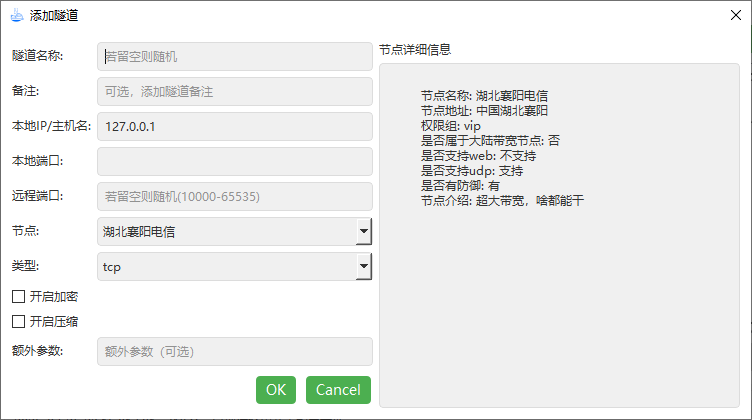 添加隧道
隧道名称:
若留空则随机
备注:
可选，添加隧道备注
本地IP/主机名:
127.0.0.1
本地端口:
远程端口:
若留空则随机(10000-65535)
节点:
湖北襄阳电信
类型:
tcp
开启加密
开启压缩
额外参数:
额外参数（可选）
OK
Cancel
节点详细信息
节点名称: 湖北襄阳电信
节点地址: 中国湖北襄阳
权限组: vip
是否属于大陆带宽节点: 否
是否支持web: 不支持
是否支持udp: 支持
是否有防御: 有
节点介绍: 超大带宽，啥都能干